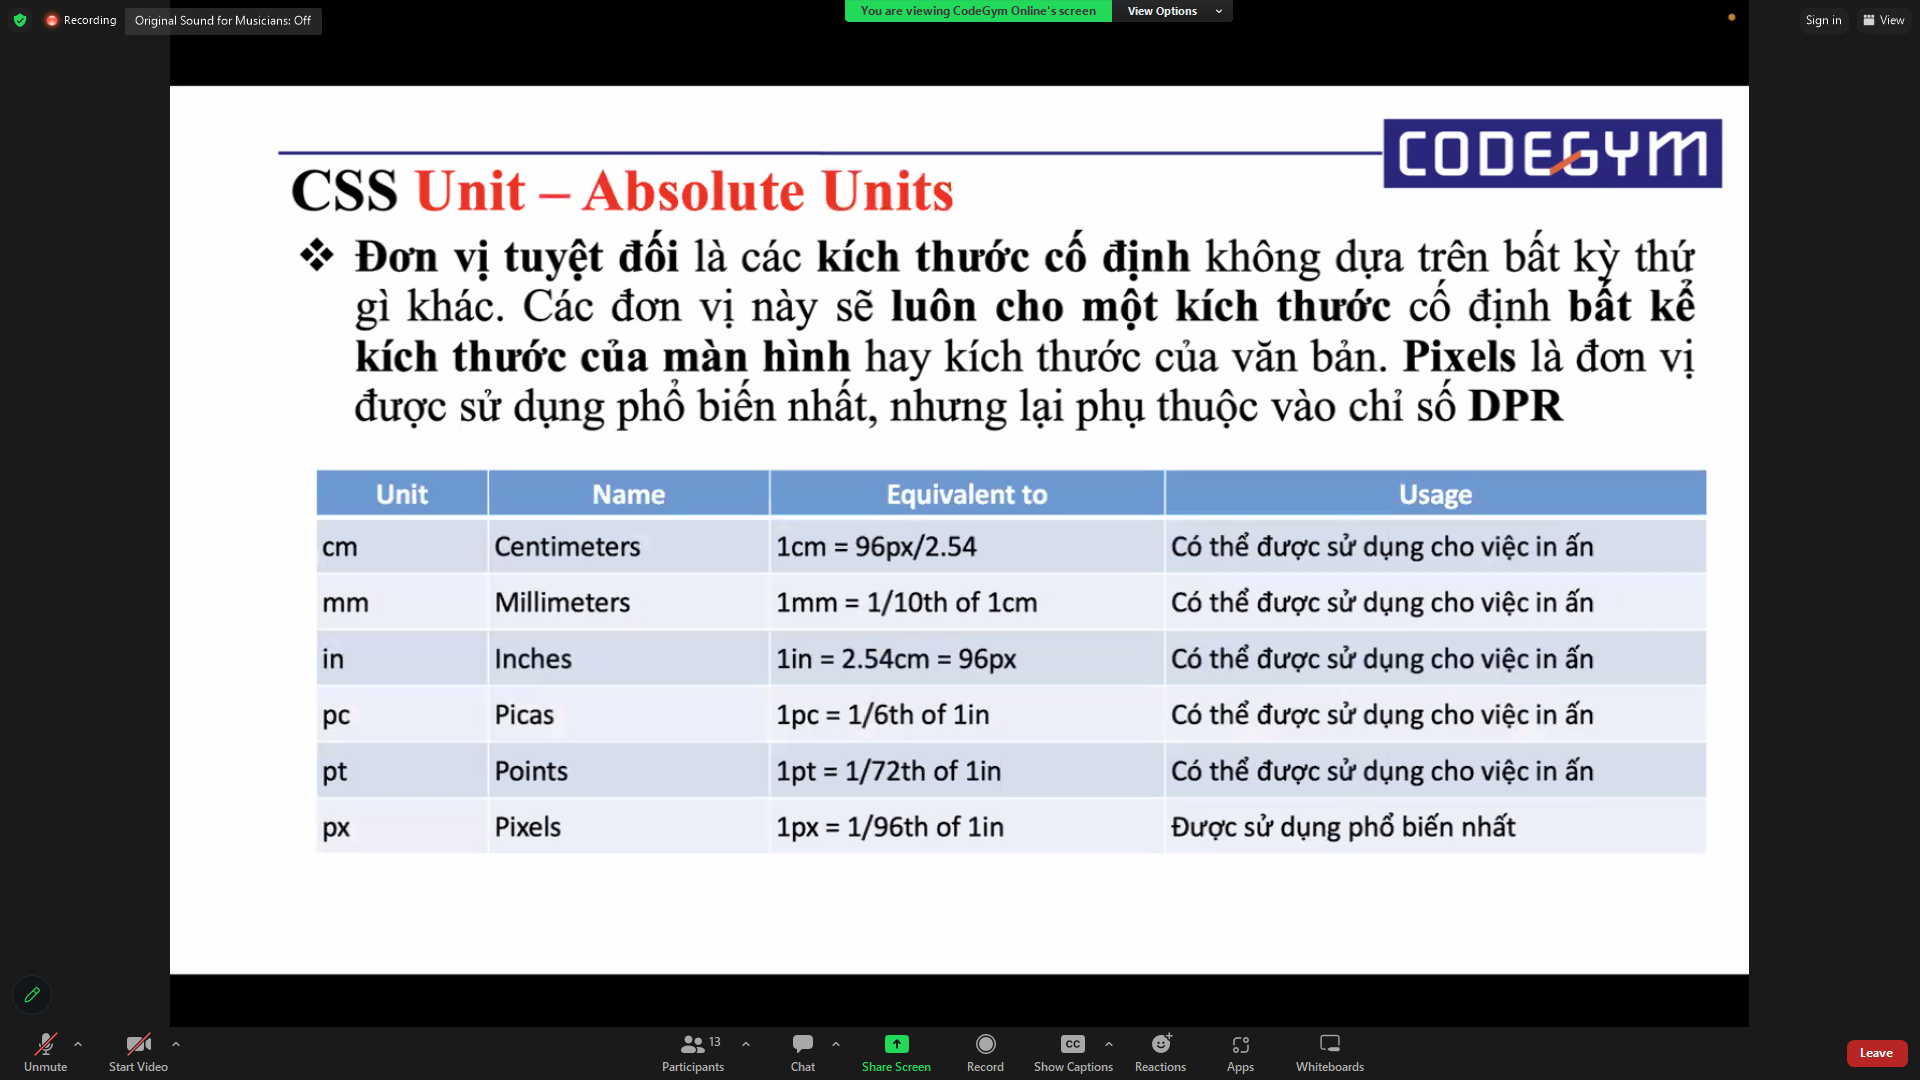 Recording
Original Sound for Musicians: Off
You are viewing CodeGym Online's screen
View Options
Sign in
View
CODEGYM
CSS Unit – Absolute Units
❖ Đơn vị tuyệt đối là các kích thước cố định không dựa trên bất kỳ thứ
gì khác. Các đơn vị này sẽ luôn cho một kích thước cố định bất kể
kích thước của màn hình hay kích thước của văn bản. Pixels là đơn vị
được sử dụng phổ biến nhất, nhưng lại phụ thuộc vào chỉ số DPR
Unit Name Equivalent to Usage
cm Centimeters 1cm = 96px/2.54 Có thể được sử dụng cho việc in ấn
mm Millimeters 1mm = 1/10th of 1cm Có thể được sử dụng cho việc in ấn
in Inches 1in = 2.54cm = 96px Có thể được sử dụng cho việc in ấn
pc Picas 1pc = 1/6th of 1in Có thể được sử dụng cho việc in ấn
pt Points 1pt = 1/72th of 1in Có thể được sử dụng cho việc in ấn
px Pixels 1px = 1/96th of 1in Được sử dụng phổ biến nhất
Unmute
Start Video
13
Participants
Chat
Share Screen
Record
CC
Show Captions
Reactions
Apps
Whiteboards
Leave